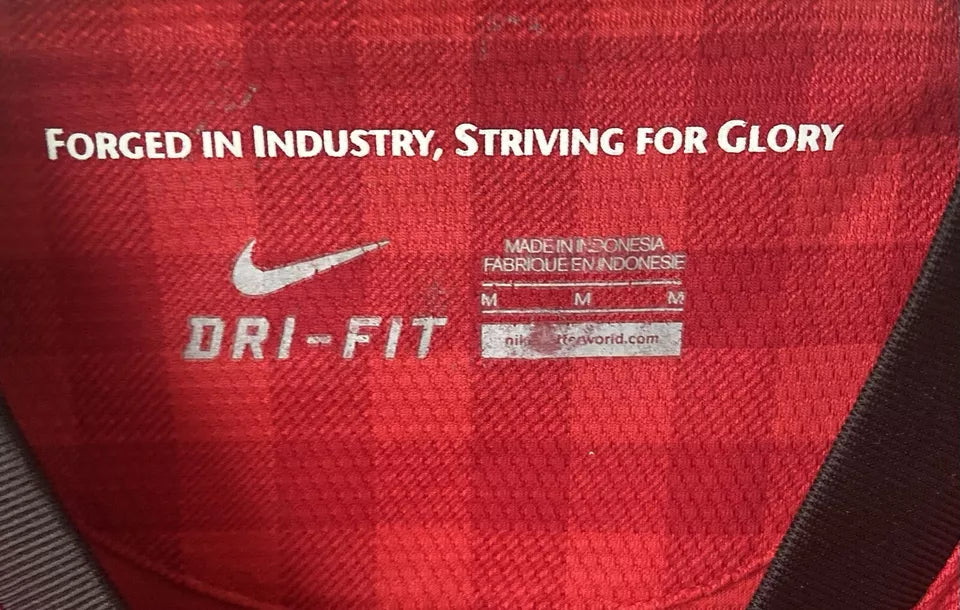 FORGED IN INDUSTRY, STRIVING FOR GLORY
MADE IN INDONESIA
FABRIQUE EN INDONESIE
M M M
DRI-FIT